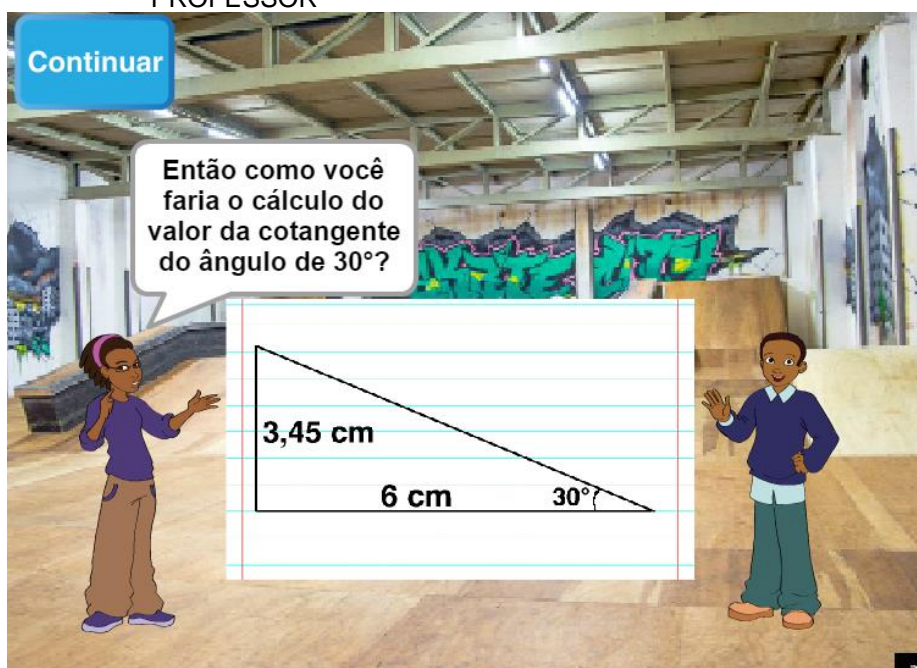 PROFESSOR
Continuar
Então como você
faria o cálculo do
valor da cotangente
do ângulo de 30°?
3,45 cm
6 cm
30°